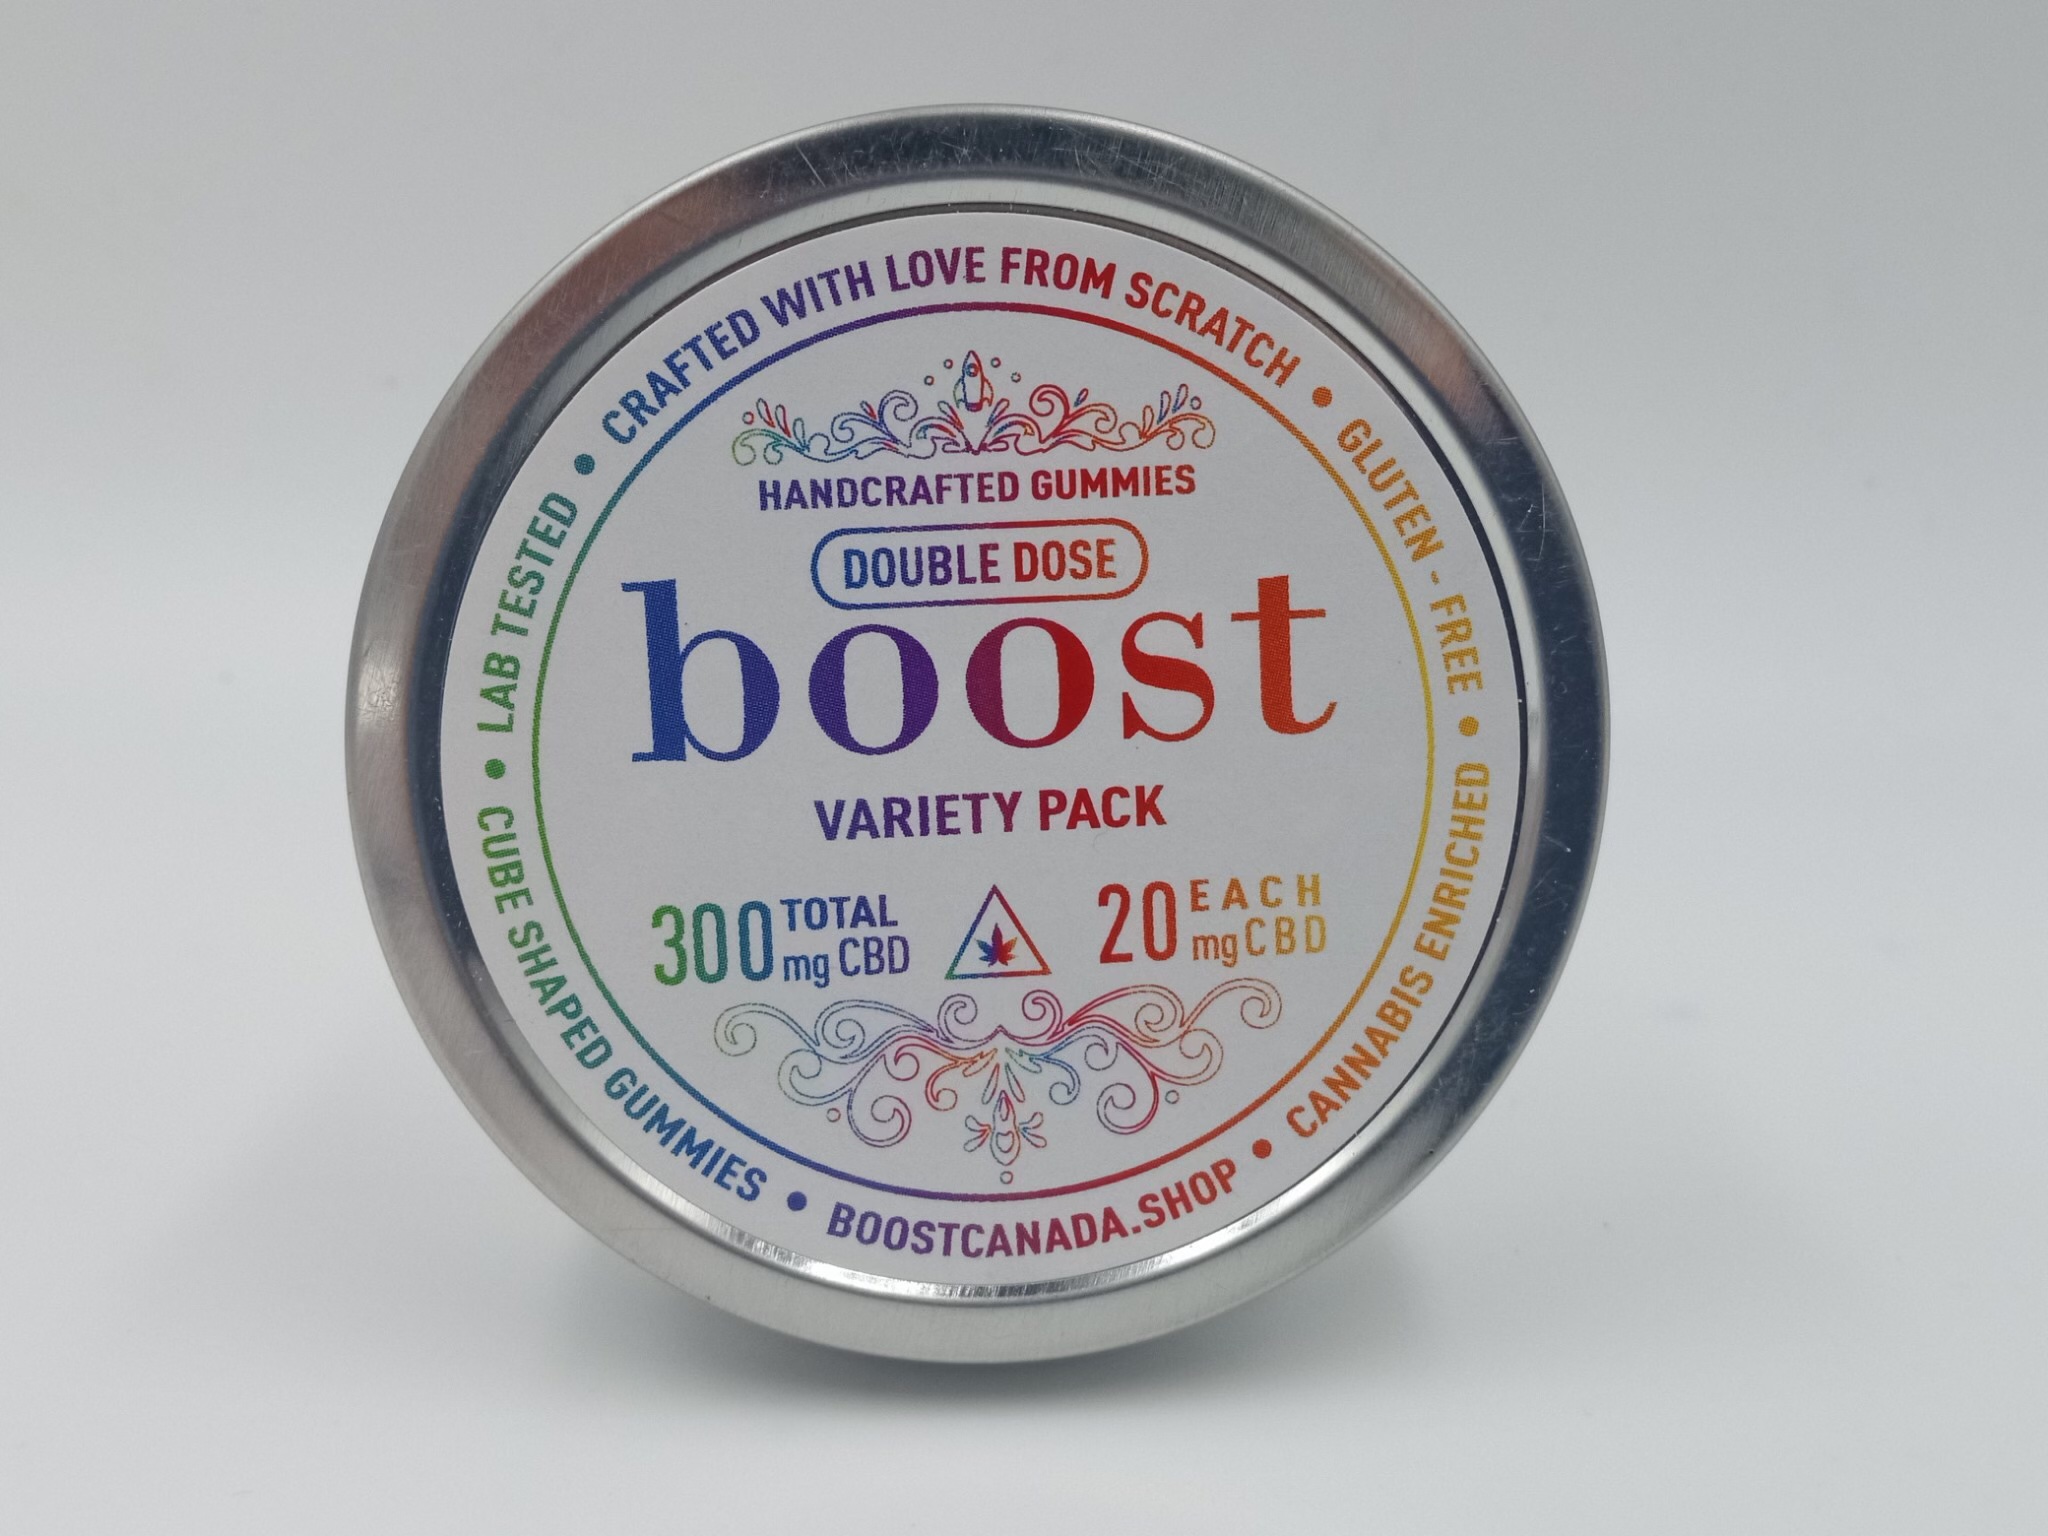 CRAFTED WITH LOVE FROM SCRATCH • GLUTEN - FREE • CANNABIS ENRICHED • BOOSTCANADA.SHOP • CUBE SHAPED GUMMIES • LAB TESTED •
HANDCRAFTED GUMMIES
DOUBLE DOSE
boost
VARIETY PACK
300 TOTAL mg CBD
20 EACH mg CBD